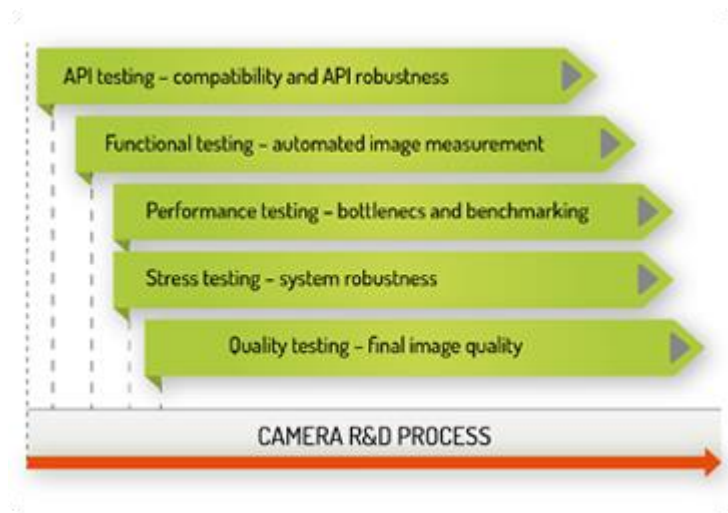 API testing – compatibility and API robustness
Functional testing – automated image measurement
Performance testing – bottlenecs and benchmarking
Stress testing – system robustness
Quality testing – final image quality
CAMERA R&D PROCESS